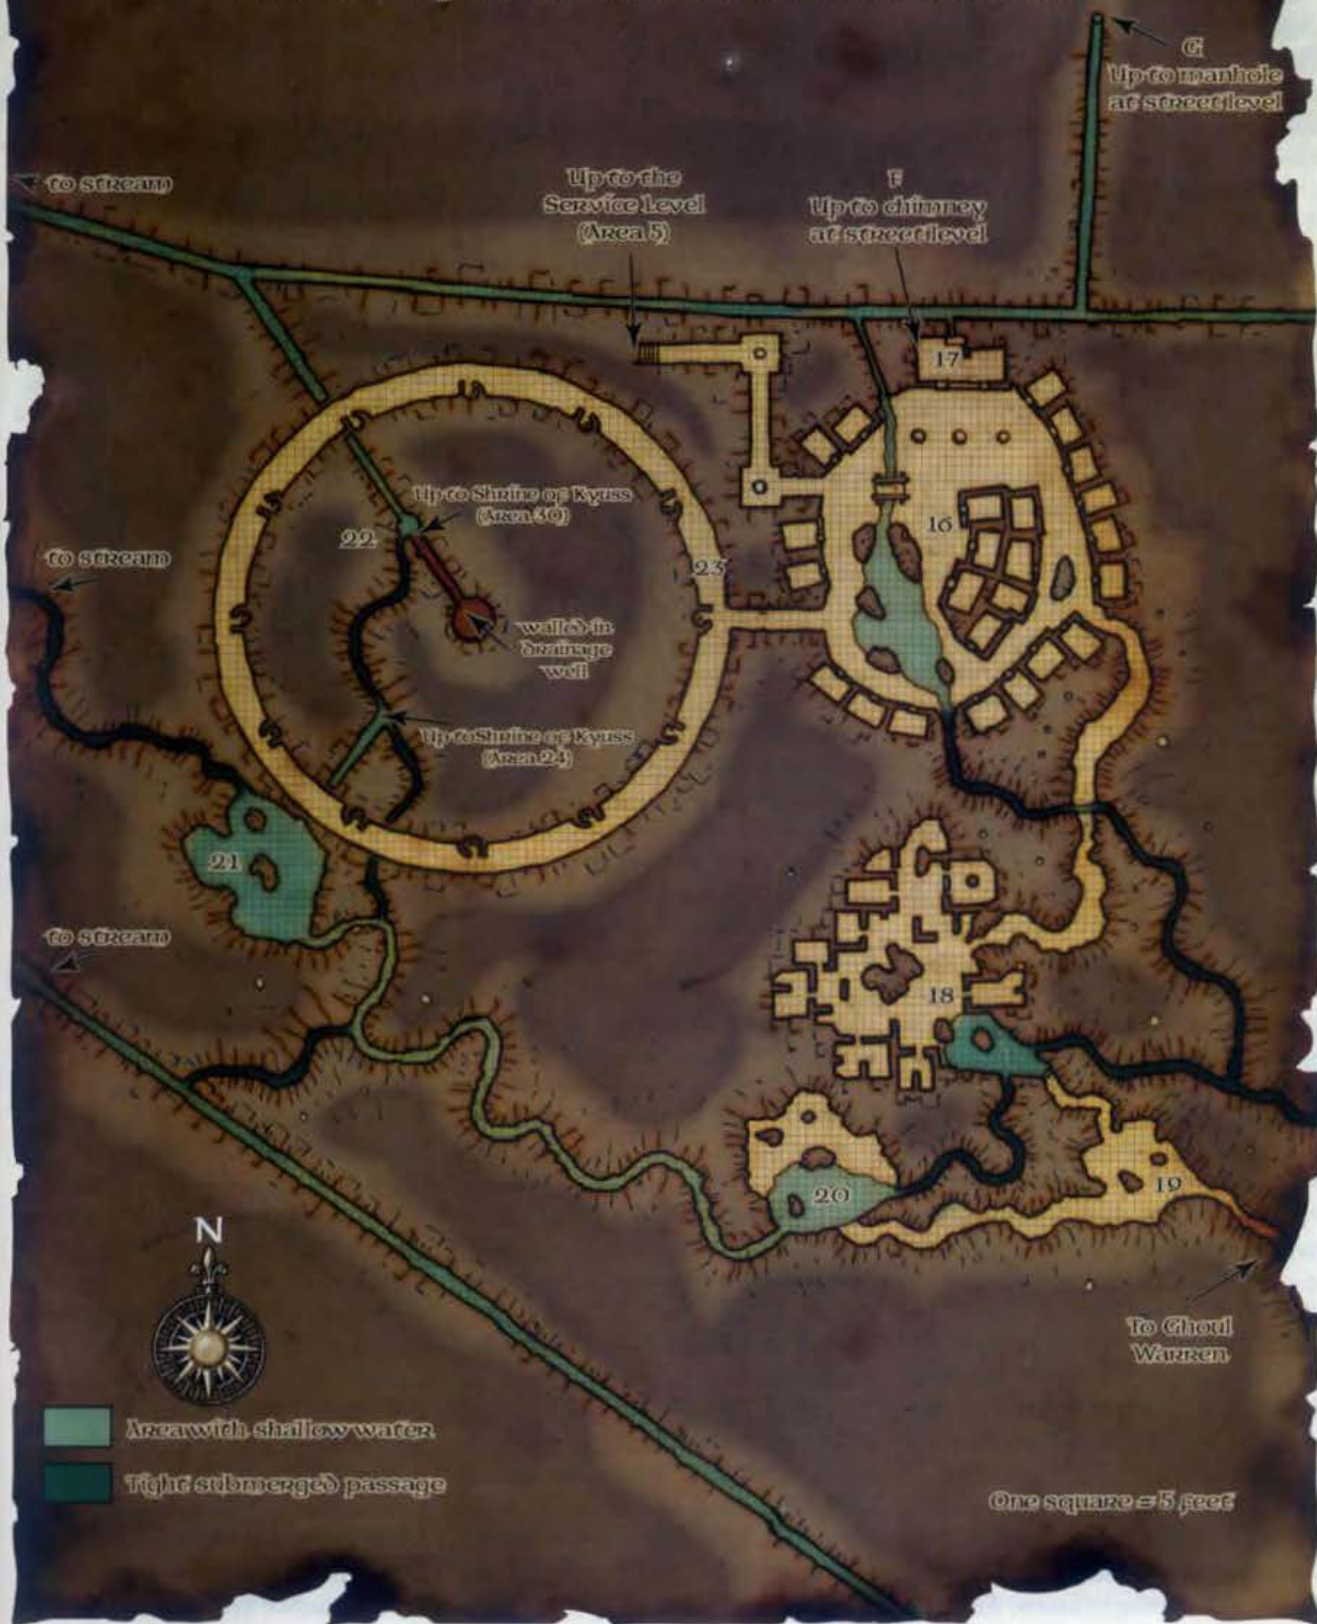 G
Up to manhole
at street level
to stream
Up to the
Service Level
(Area 5)
F
Up to chimney
at street level
17
Up to Shrine of Kyuss
(Area 30)
16
22
to stream
23
walled-in
drainage
well
Up to Shrine of Kyuss
(Area 24)
21
to stream
18
20
19
N
To Ghoul
Warren
Area with shallow water
Tight submerged passage
One square = 5 feet